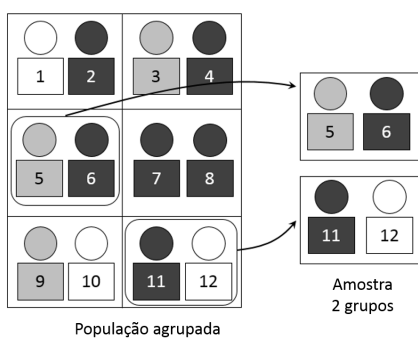 1 2 3 4
5 6 7 8
9 10 11 12
População agrupada
5 6
11 12
Amostra
2 grupos